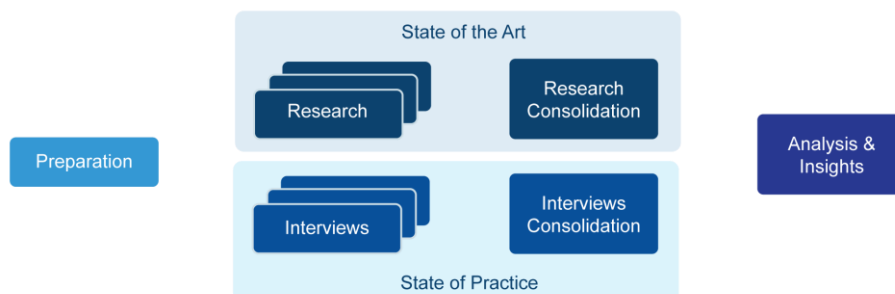 State of the Art
Research
Research
Consolidation
Preparation
Analysis &
Insights
Interviews
Interviews
Consolidation
State of Practice